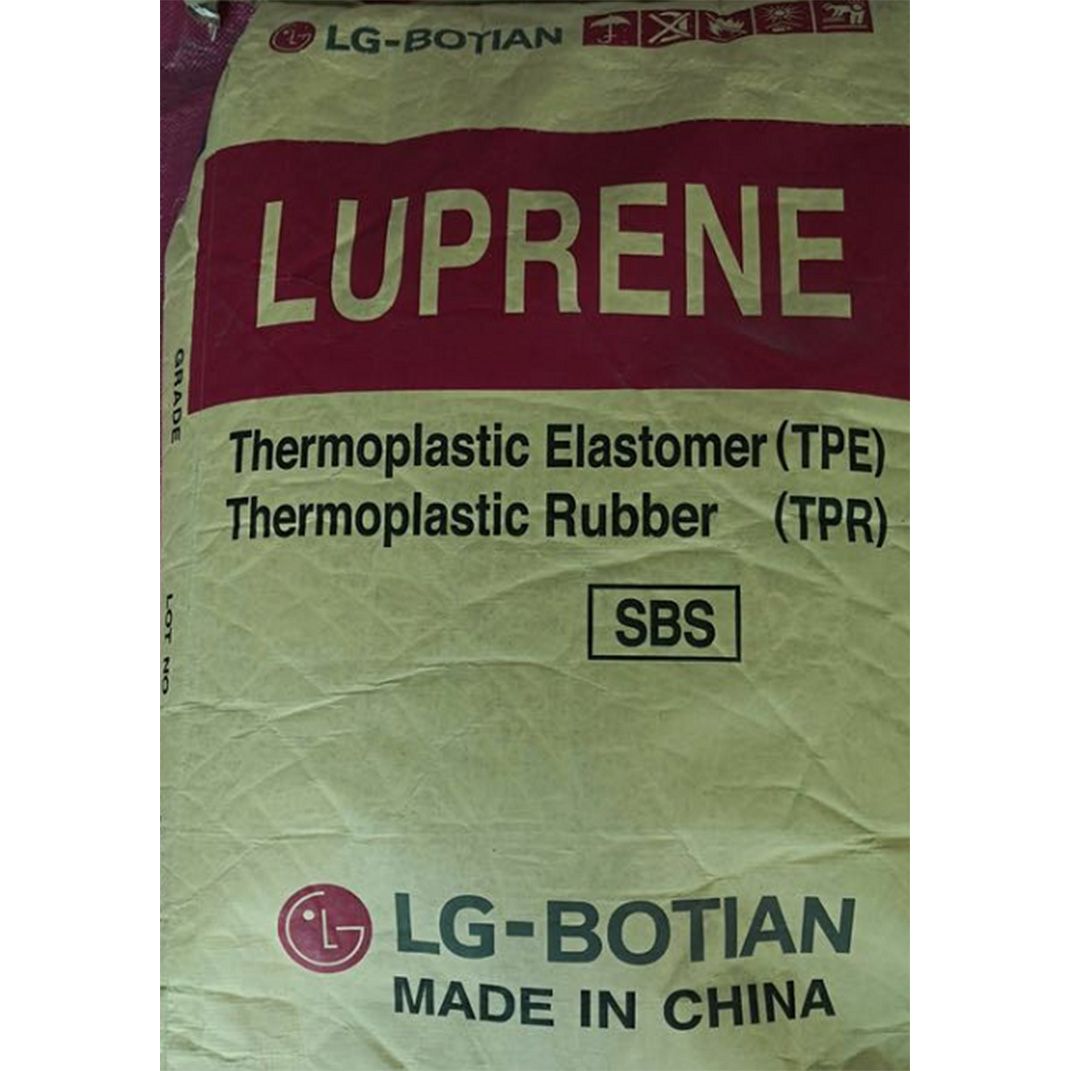 LG-BOTIAN
LUPRENE
GRADE
Thermoplastic Elastomer (TPE)
Thermoplastic Rubber (TPR)
SBS
LOT NO
LG-BOTIAN
MADE IN CHINA